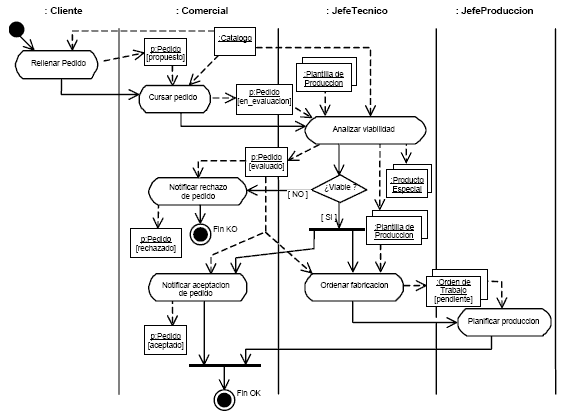 : Cliente
: Comercial
: JefeTecnico
: JefeProduccion
:Catalogo
Rellenar Pedido
p:Pedido
[propuesto]
Cursar pedido
p:Pedido
[en_evaluacion]
:Plantilla de
Produccion
Analizar viabilidad
p:Pedido
[evaluado]
:Producto
Especial
Notificar rechazo
de pedido
[ NO ]
¿Viable ?
[ SI ]
Fin KO
p:Pedido
[rechazado]
:Plantilla de
Produccion
Notificar aceptacion
de pedido
Ordenar fabricacion
:Orden de
Trabajo
[pendiente]
Planificar produccion
p:Pedido
[aceptado]
Fin OK